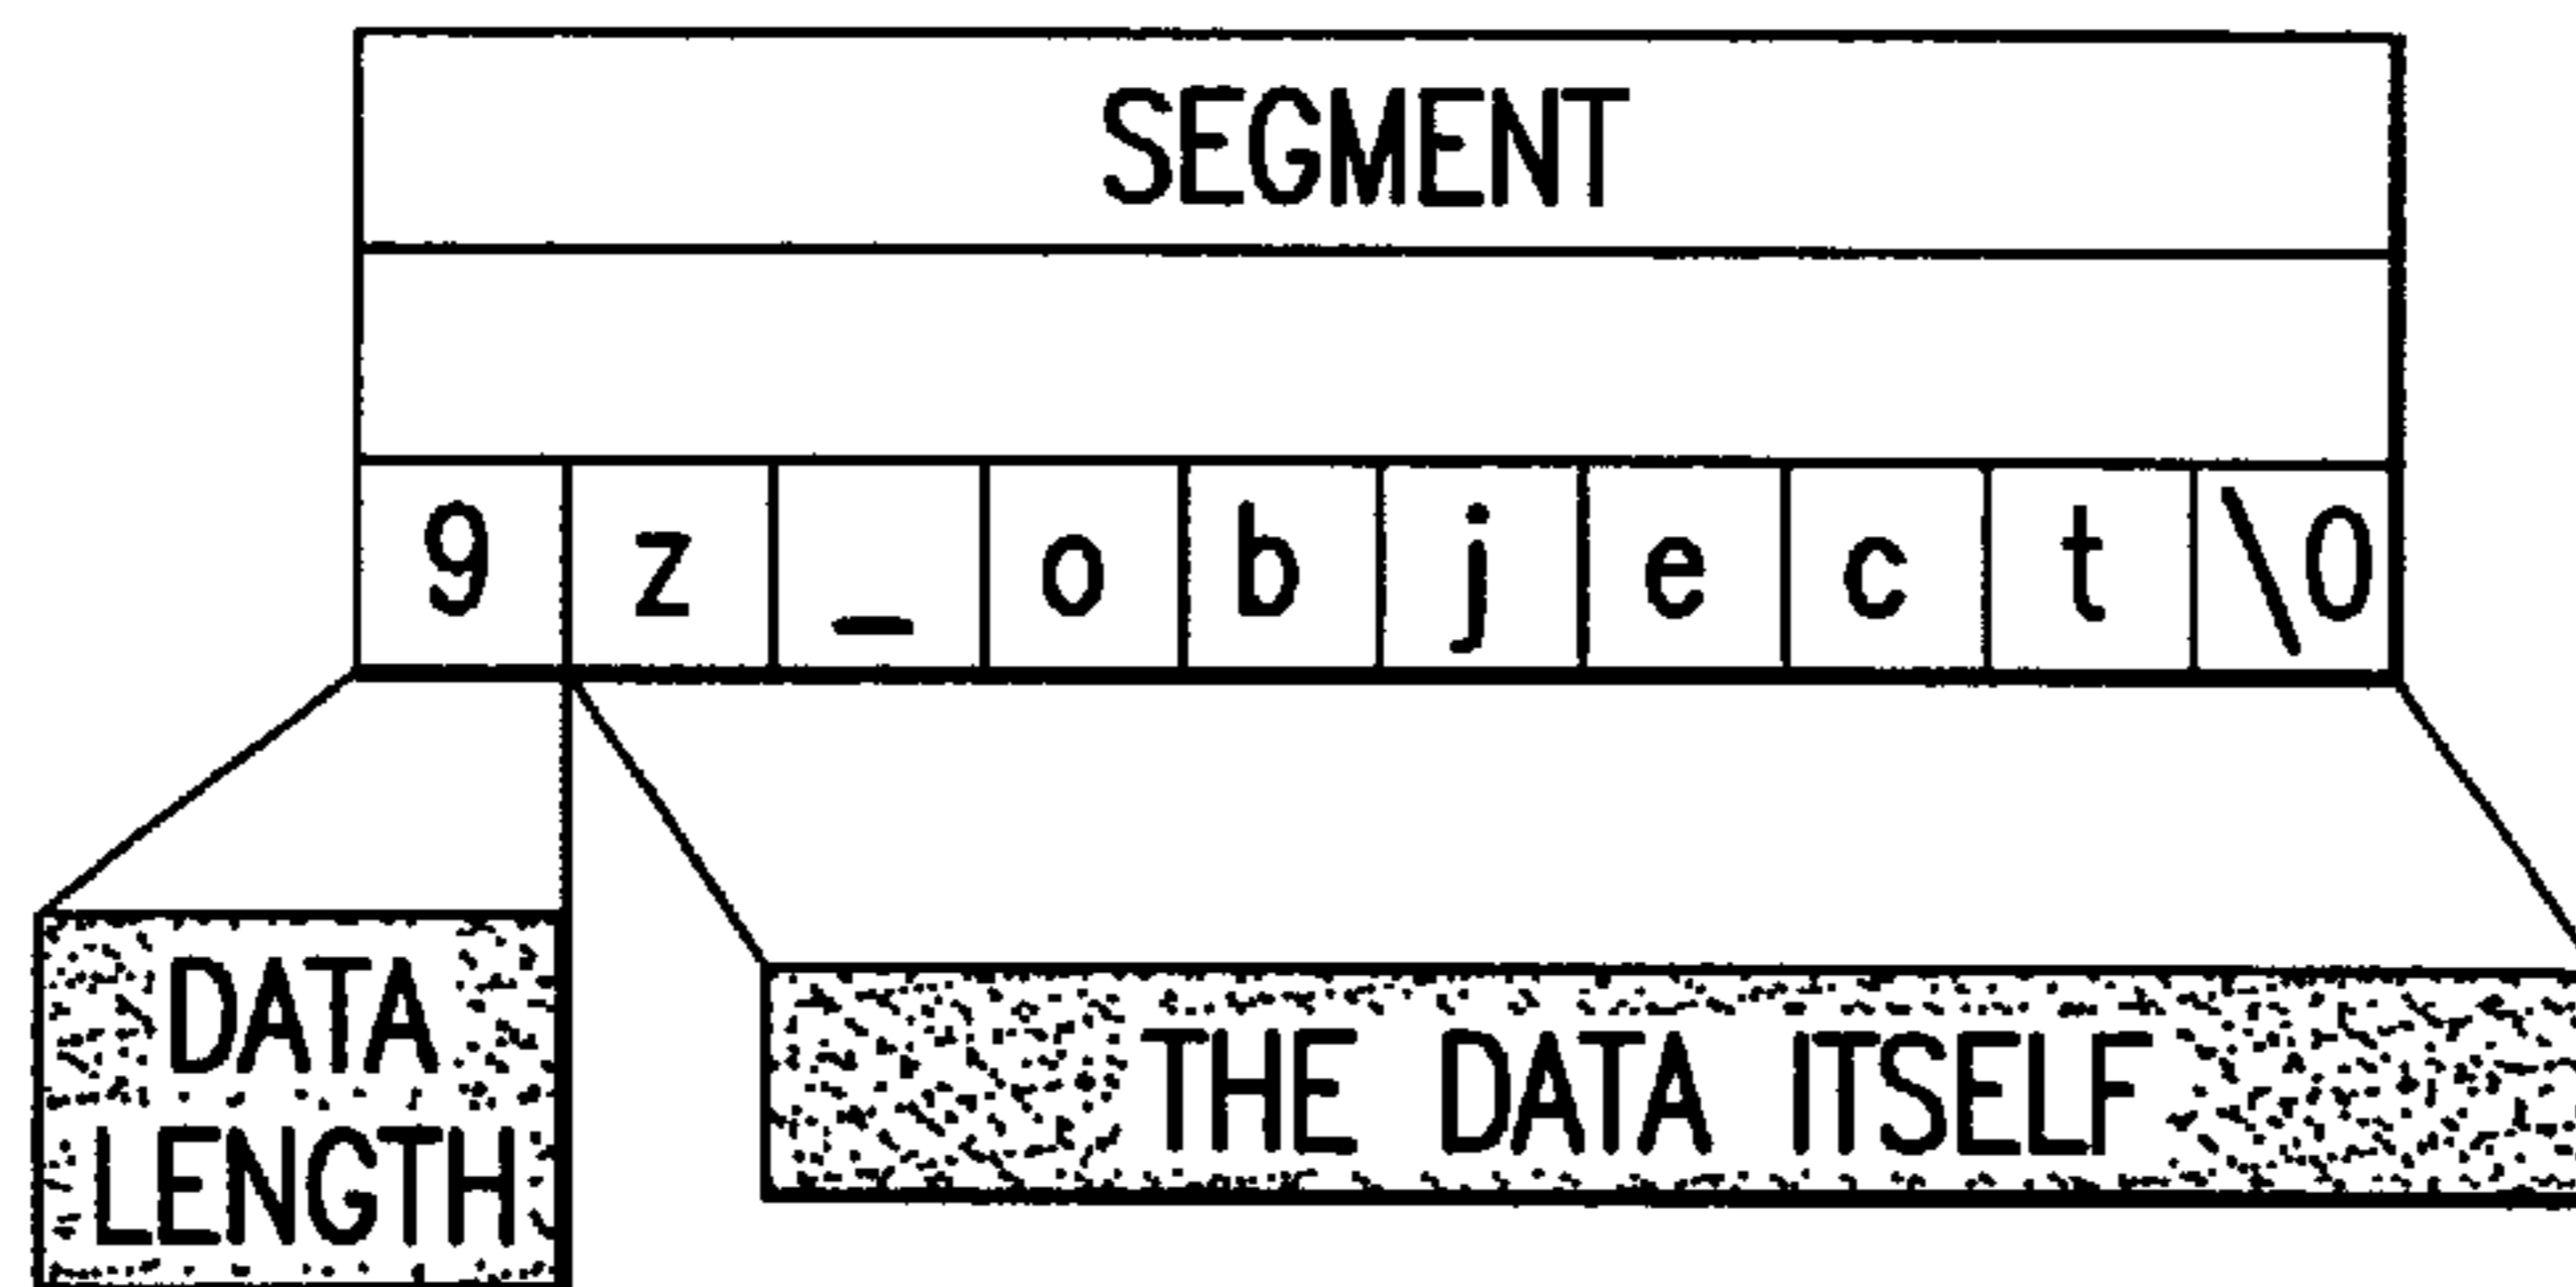 SEGMENT
9 z _ o b j e c t \0
DATA
LENGTH
THE DATA ITSELF